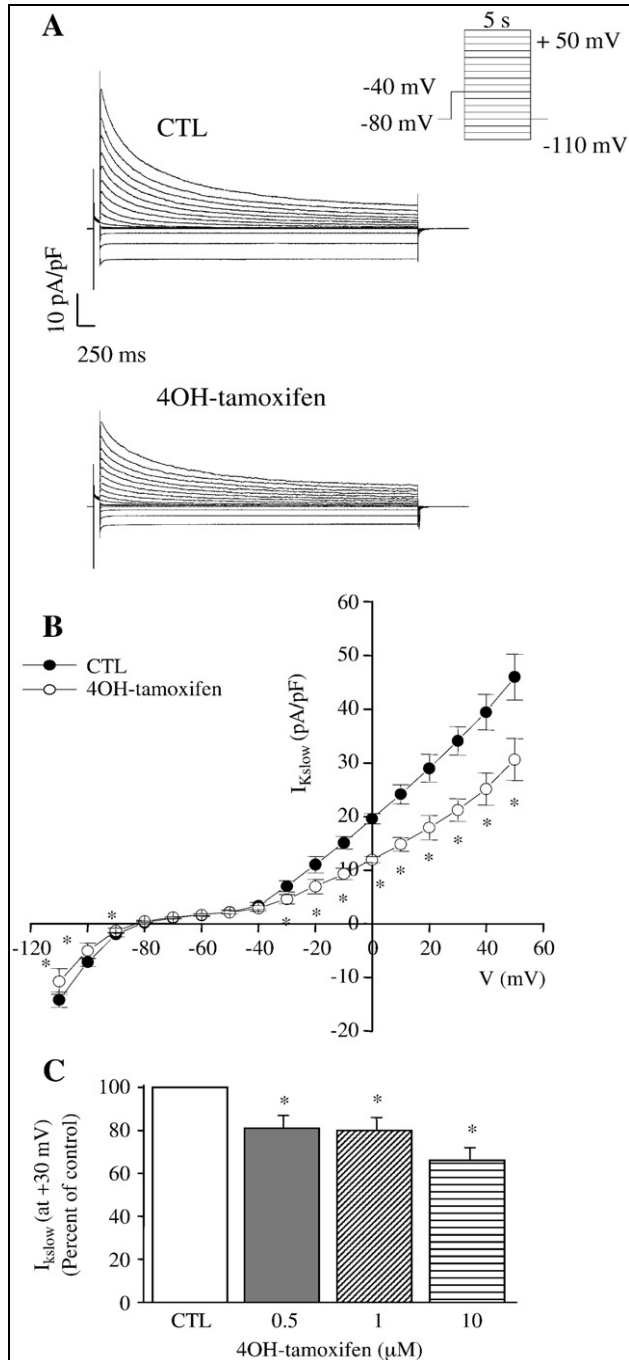 A
5 s
+ 50 mV
-40 mV
-80 mV
-110 mV
CTL
10 pA/pF
250 ms
4OH-tamoxifen
B
CTL
4OH-tamoxifen
I_Kslow (pA/pF)
60
50
40
30
20
10
0
-10
-20
-120
-80
-60
-40
-20
0
20
40
60
V (mV)
* * * * * * * * * * * *
C
I_kslow (at +30 mV)
(Percent of control)
100
80
60
40
20
0
* * *
CTL
0.5
1
10
4OH-tamoxifen (µM)